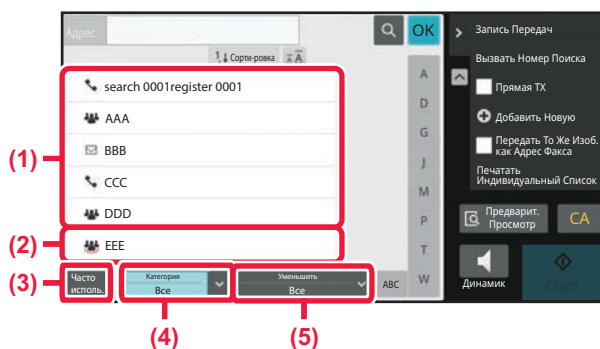 Адрес
OK
Запись Передач
1 Сорти-ровка
Вызвать Номер Поиска
search 0001register 0001
A
Прямая TX
AAA
D
Добавить Новую
G
BBB
Передать То Же Изоб.
как Адрес Факса
(1)
J
CCC
Печатать
Индивидуальный Список
M
DDD
P
Предварит.
Просмотр
CA
(2)
EEE
T
(3)
Часто
исполь.
Категория
Все
Уменьшить
Все
ABC
W
Динамик
Старт
(4)
(5)